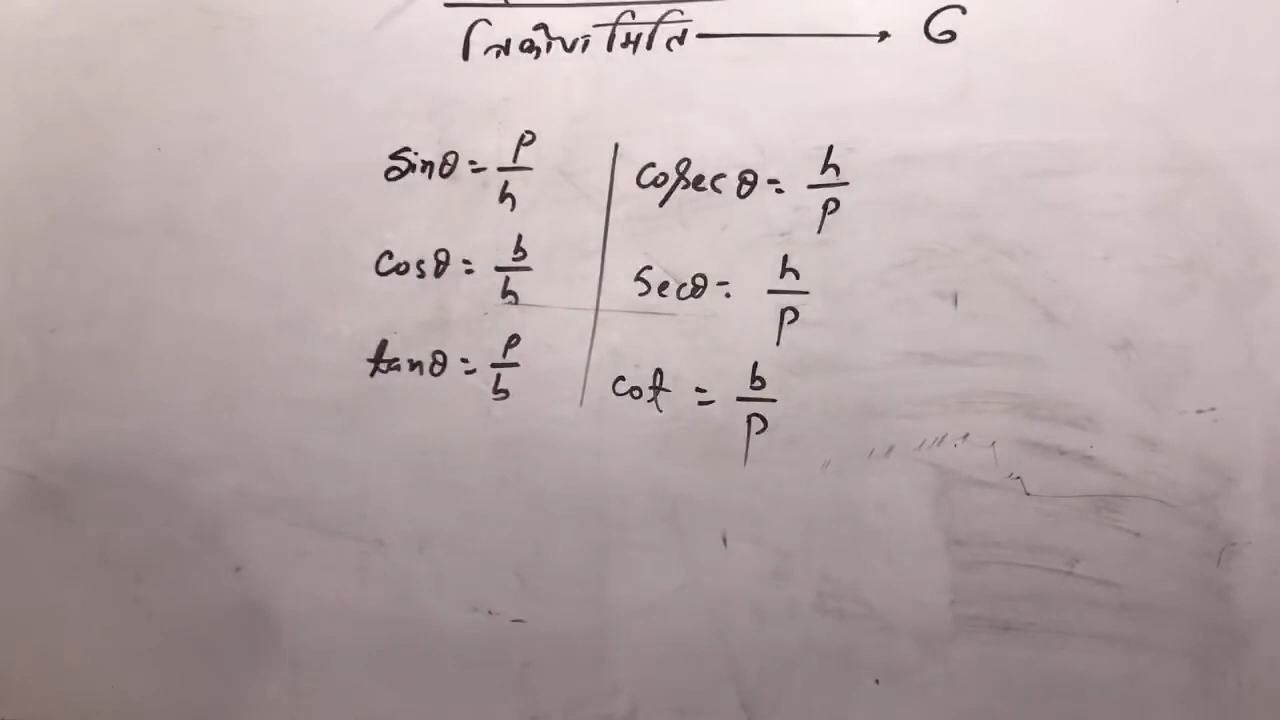 ত্রিকোণমিতি → 6
sinθ = p/h
cosθ = b/h
tanθ = p/b
cosecθ = h/p
secθ = h/p
cot = b/p